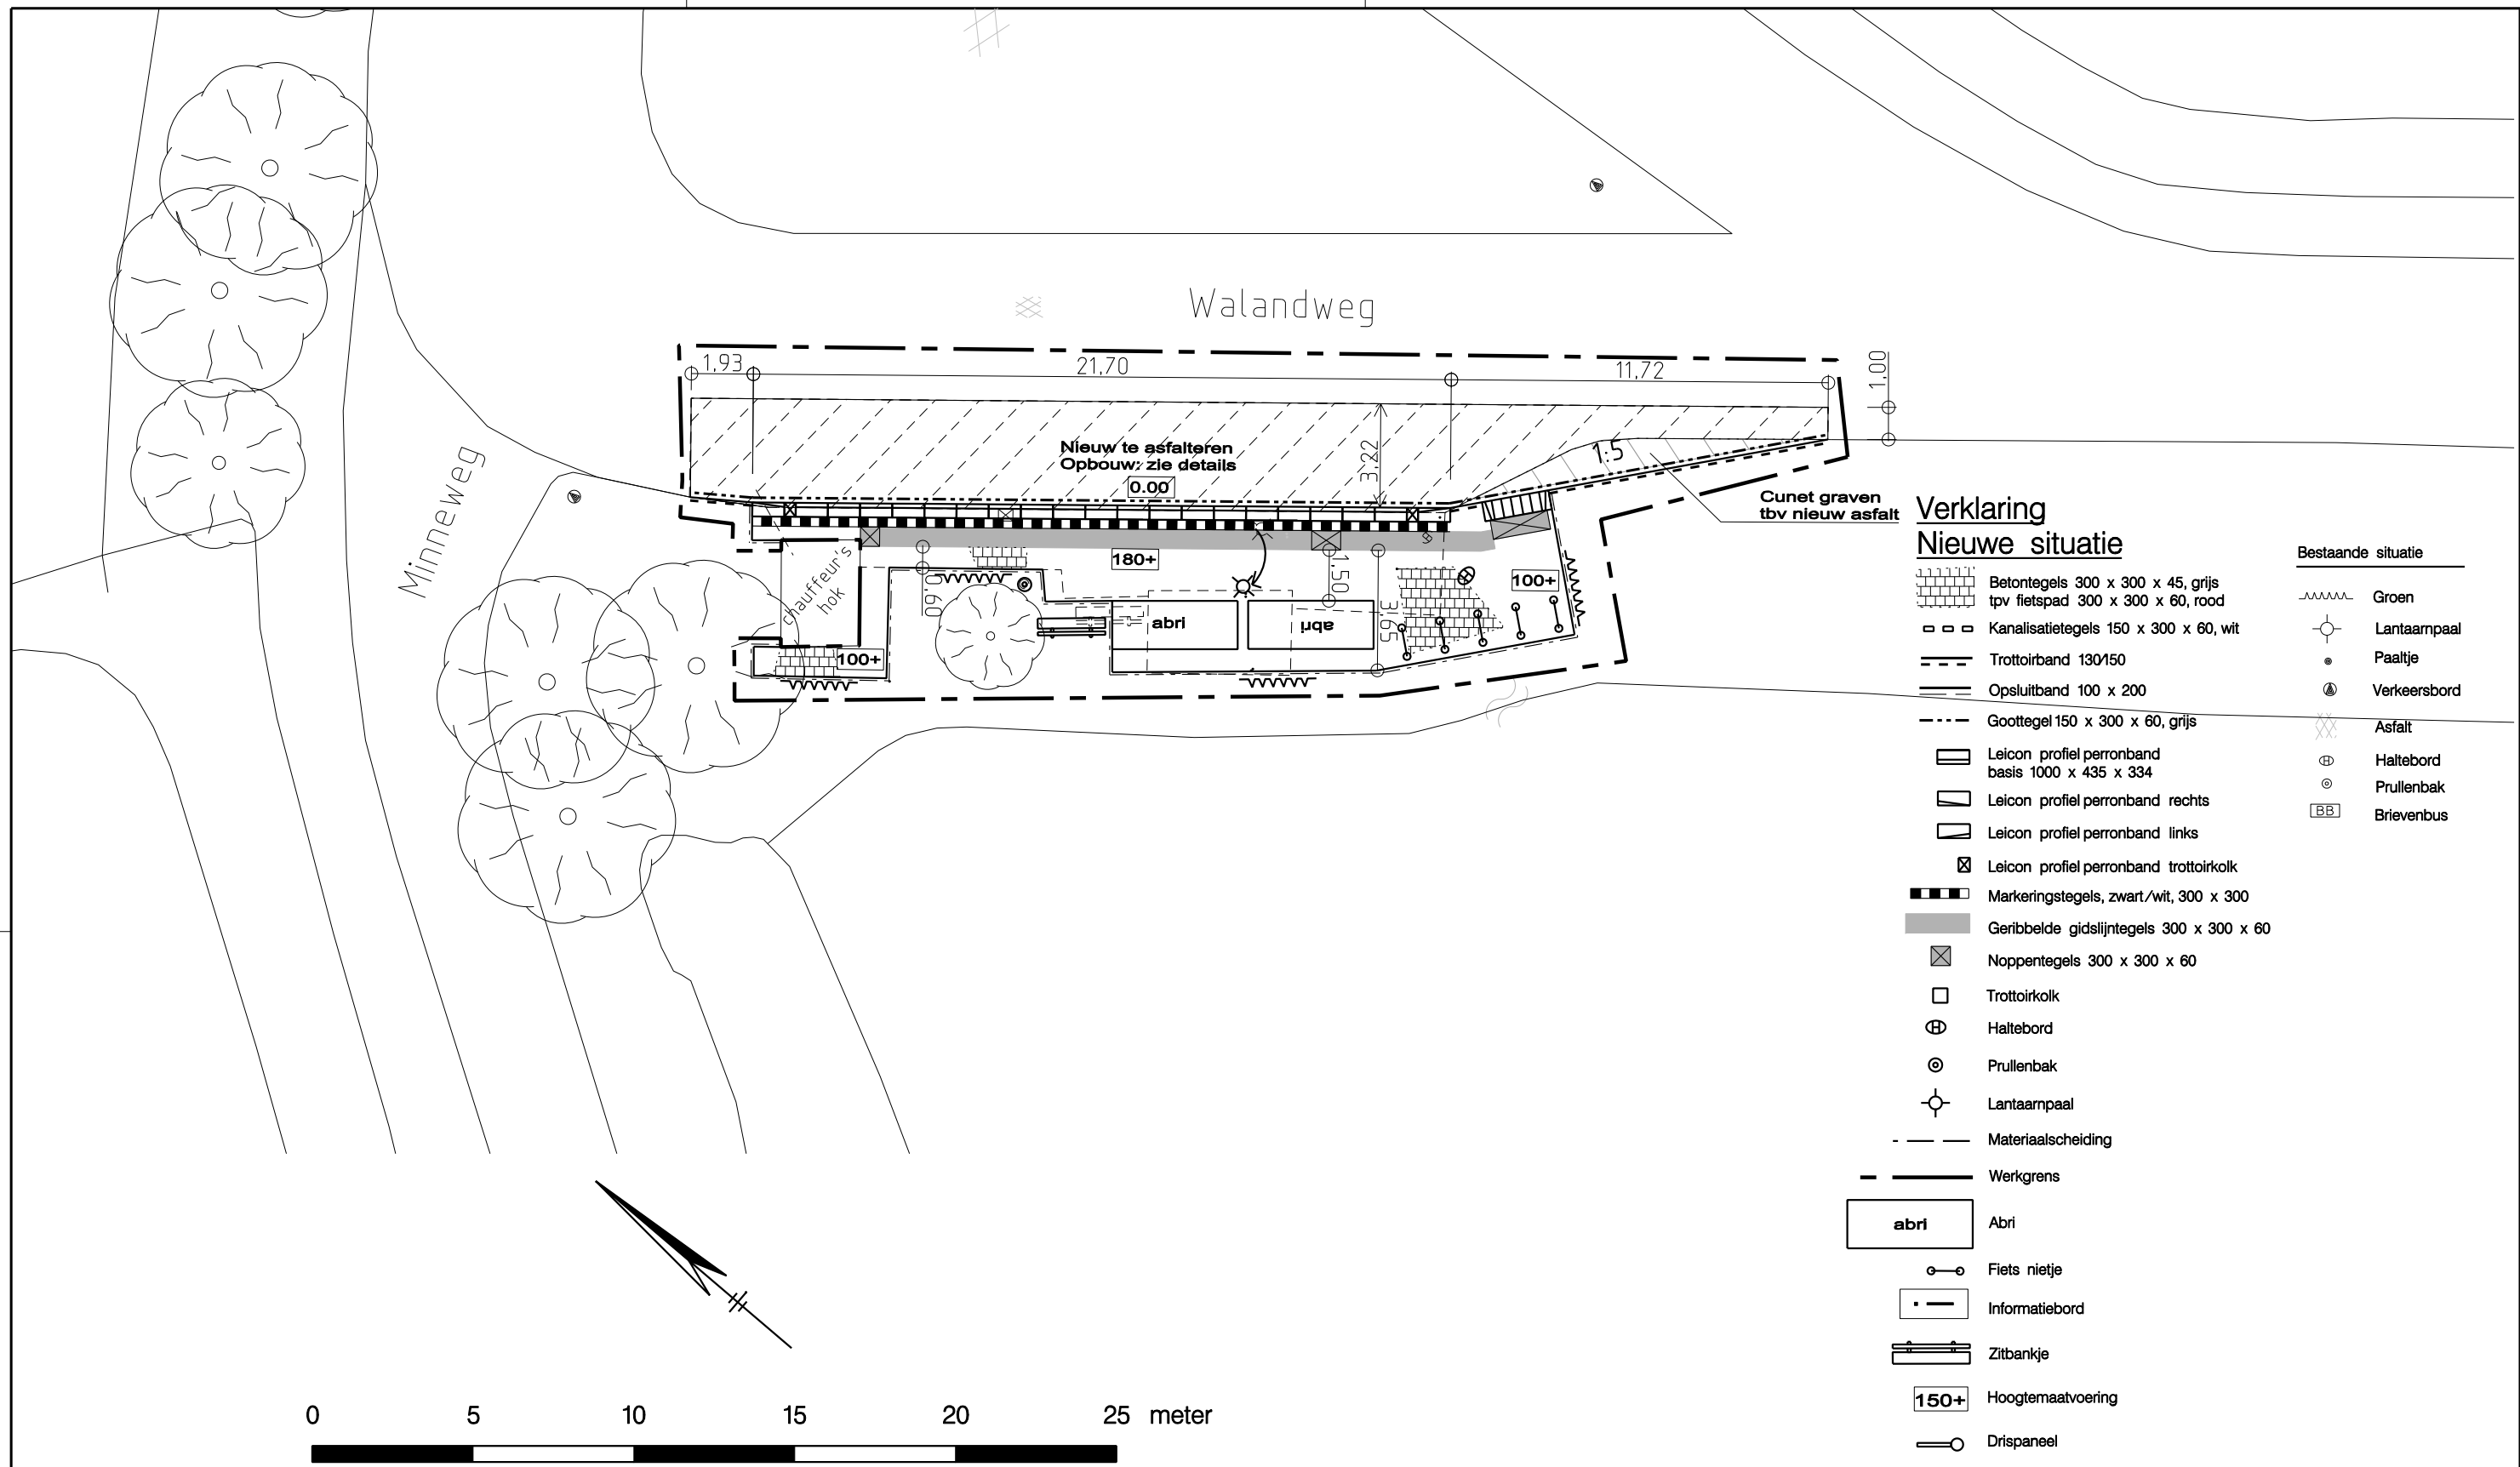 Walandweg
1,93
21,70
11,72
1,00
Nieuw te asfalteren
Opbouw: zie details
0.00
3,22
1:5
Cunet graven
tbv nieuw asfalt
Minneweg
chauffeur's
hok
180+
0,60
1,50
3,65
100+
100+
abri
abri
Verklaring
Nieuwe situatie
Betontegels 300 x 300 x 45, grijs
tpv fietspad 300 x 300 x 60, rood
Kanalisatietegels 150 x 300 x 60, wit
Trottoirband 130/150
Opsluitband 100 x 200
Goottegel 150 x 300 x 60, grijs
Leicon profiel perronband
basis 1000 x 435 x 334
Leicon profiel perronband rechts
Leicon profiel perronband links
Leicon profiel perronband trottoirkolk
Markeringstegels, zwart/wit, 300 x 300
Geribbelde gidslijntegels 300 x 300 x 60
Noppentegels 300 x 300 x 60
Trottoirkolk
H Haltebord
Prullenbak
Lantaarnpaal
Materiaalscheiding
Werkgrens
abri Abri
Fiets nietje
Informatiebord
Zitbankje
150+ Hoogtemaatvoering
Drispaneel
Bestaande situatie
Groen
Lantaarnpaal
Paaltje
Verkeersbord
Asfalt
H Haltebord
Prullenbak
BB Brievenbus
0 5 10 15 20 25 meter